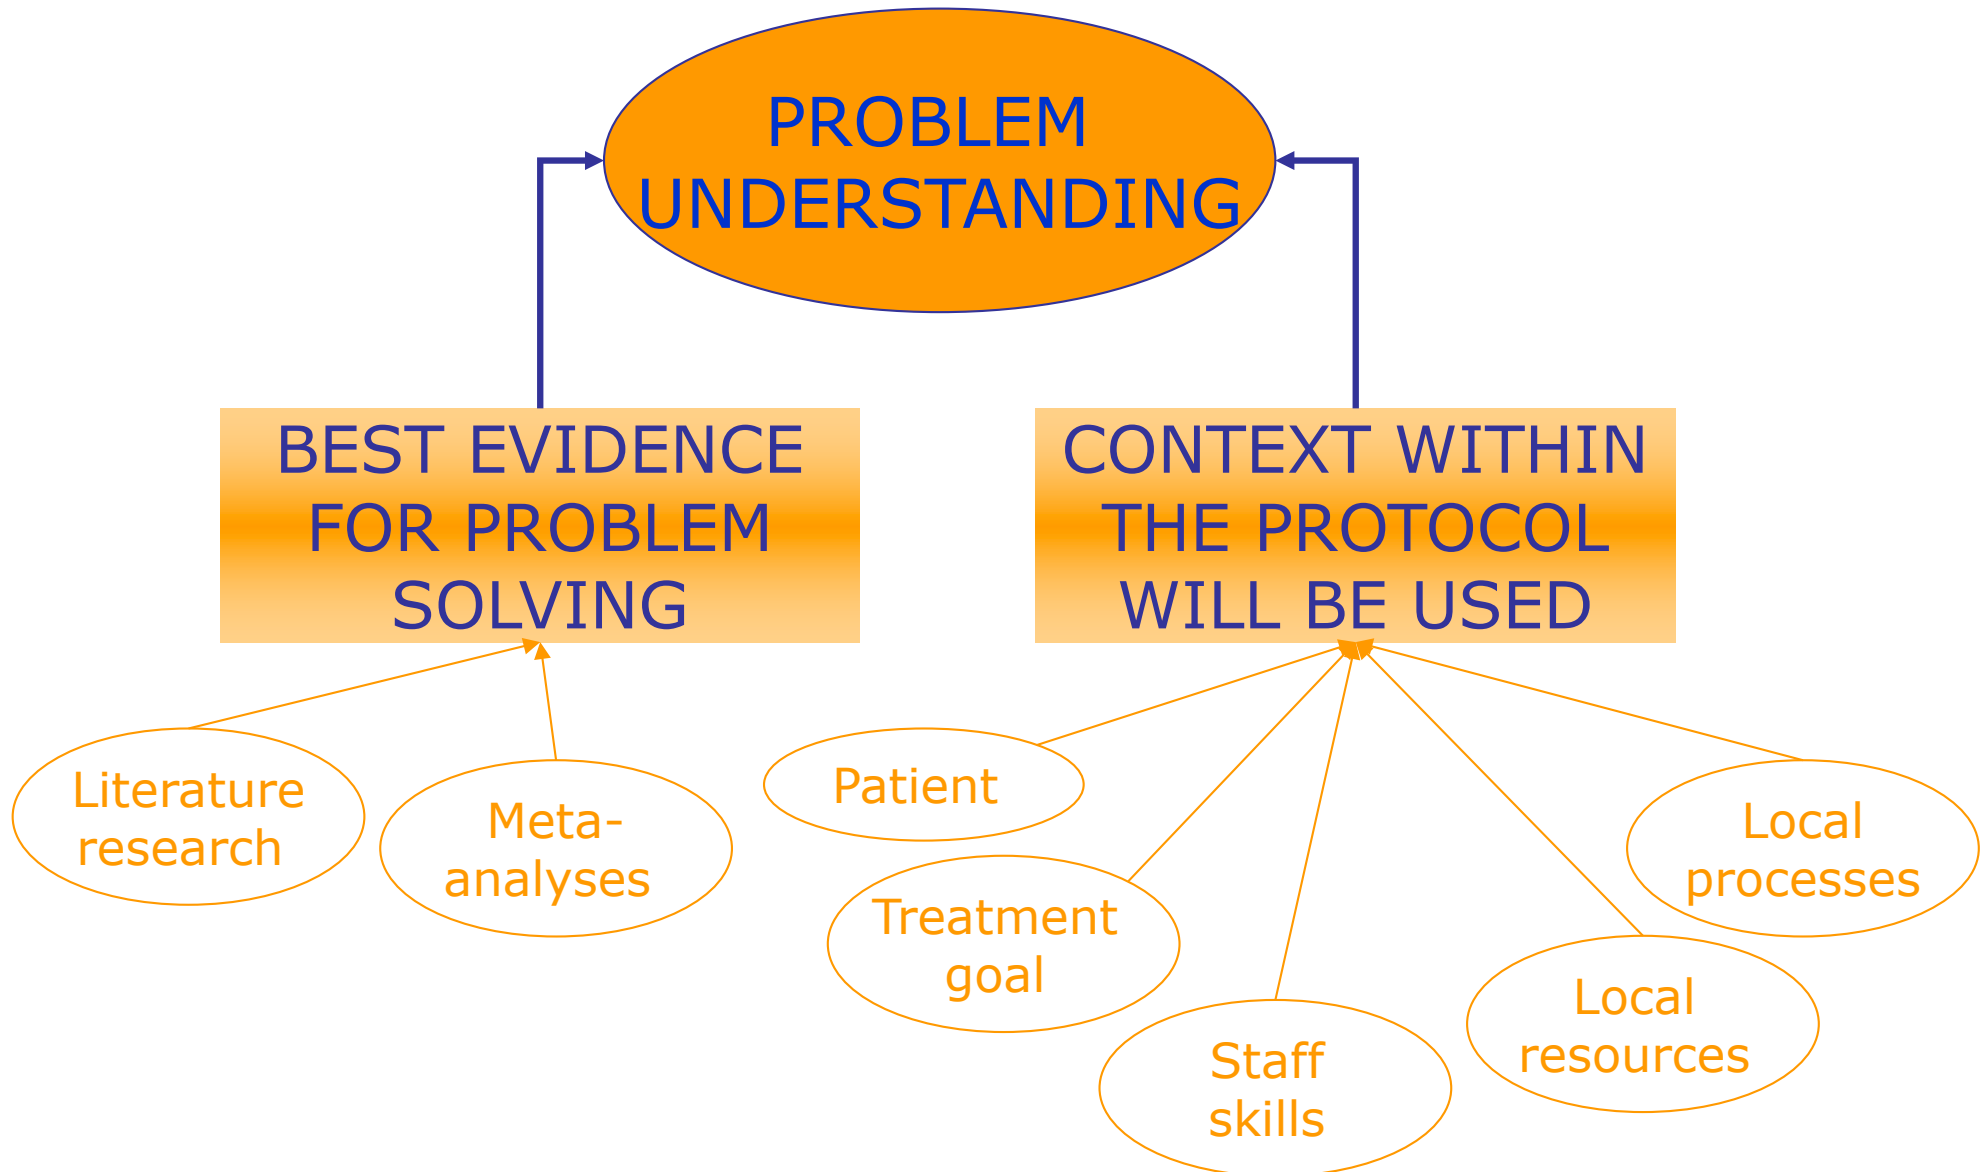 PROBLEM
UNDERSTANDING
BEST EVIDENCE
FOR PROBLEM
SOLVING
CONTEXT WITHIN
THE PROTOCOL
WILL BE USED
Literature
research
Meta-
analyses
Patient
Treatment
goal
Staff
skills
Local
resources
Local
processes